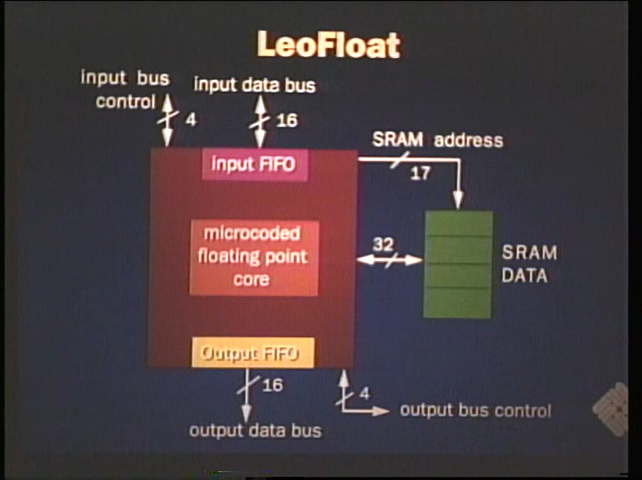 LeoFloat
input bus
control
4
input data bus
16
input FIFO
SRAM address
17
microcoded
floating point
core
32
SRAM
DATA
Output FIFO
16
output data bus
4
output bus control